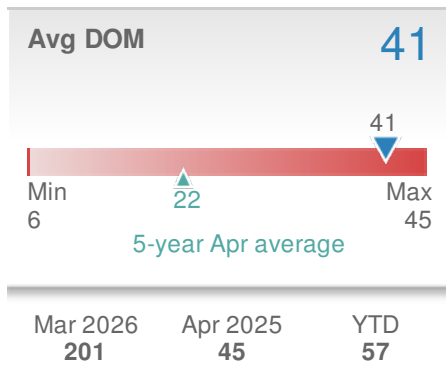 Avg DOM 41
41
Min Max
6 22 45
5-year Apr average
Mar 2026 Apr 2025 YTD
201 45 57